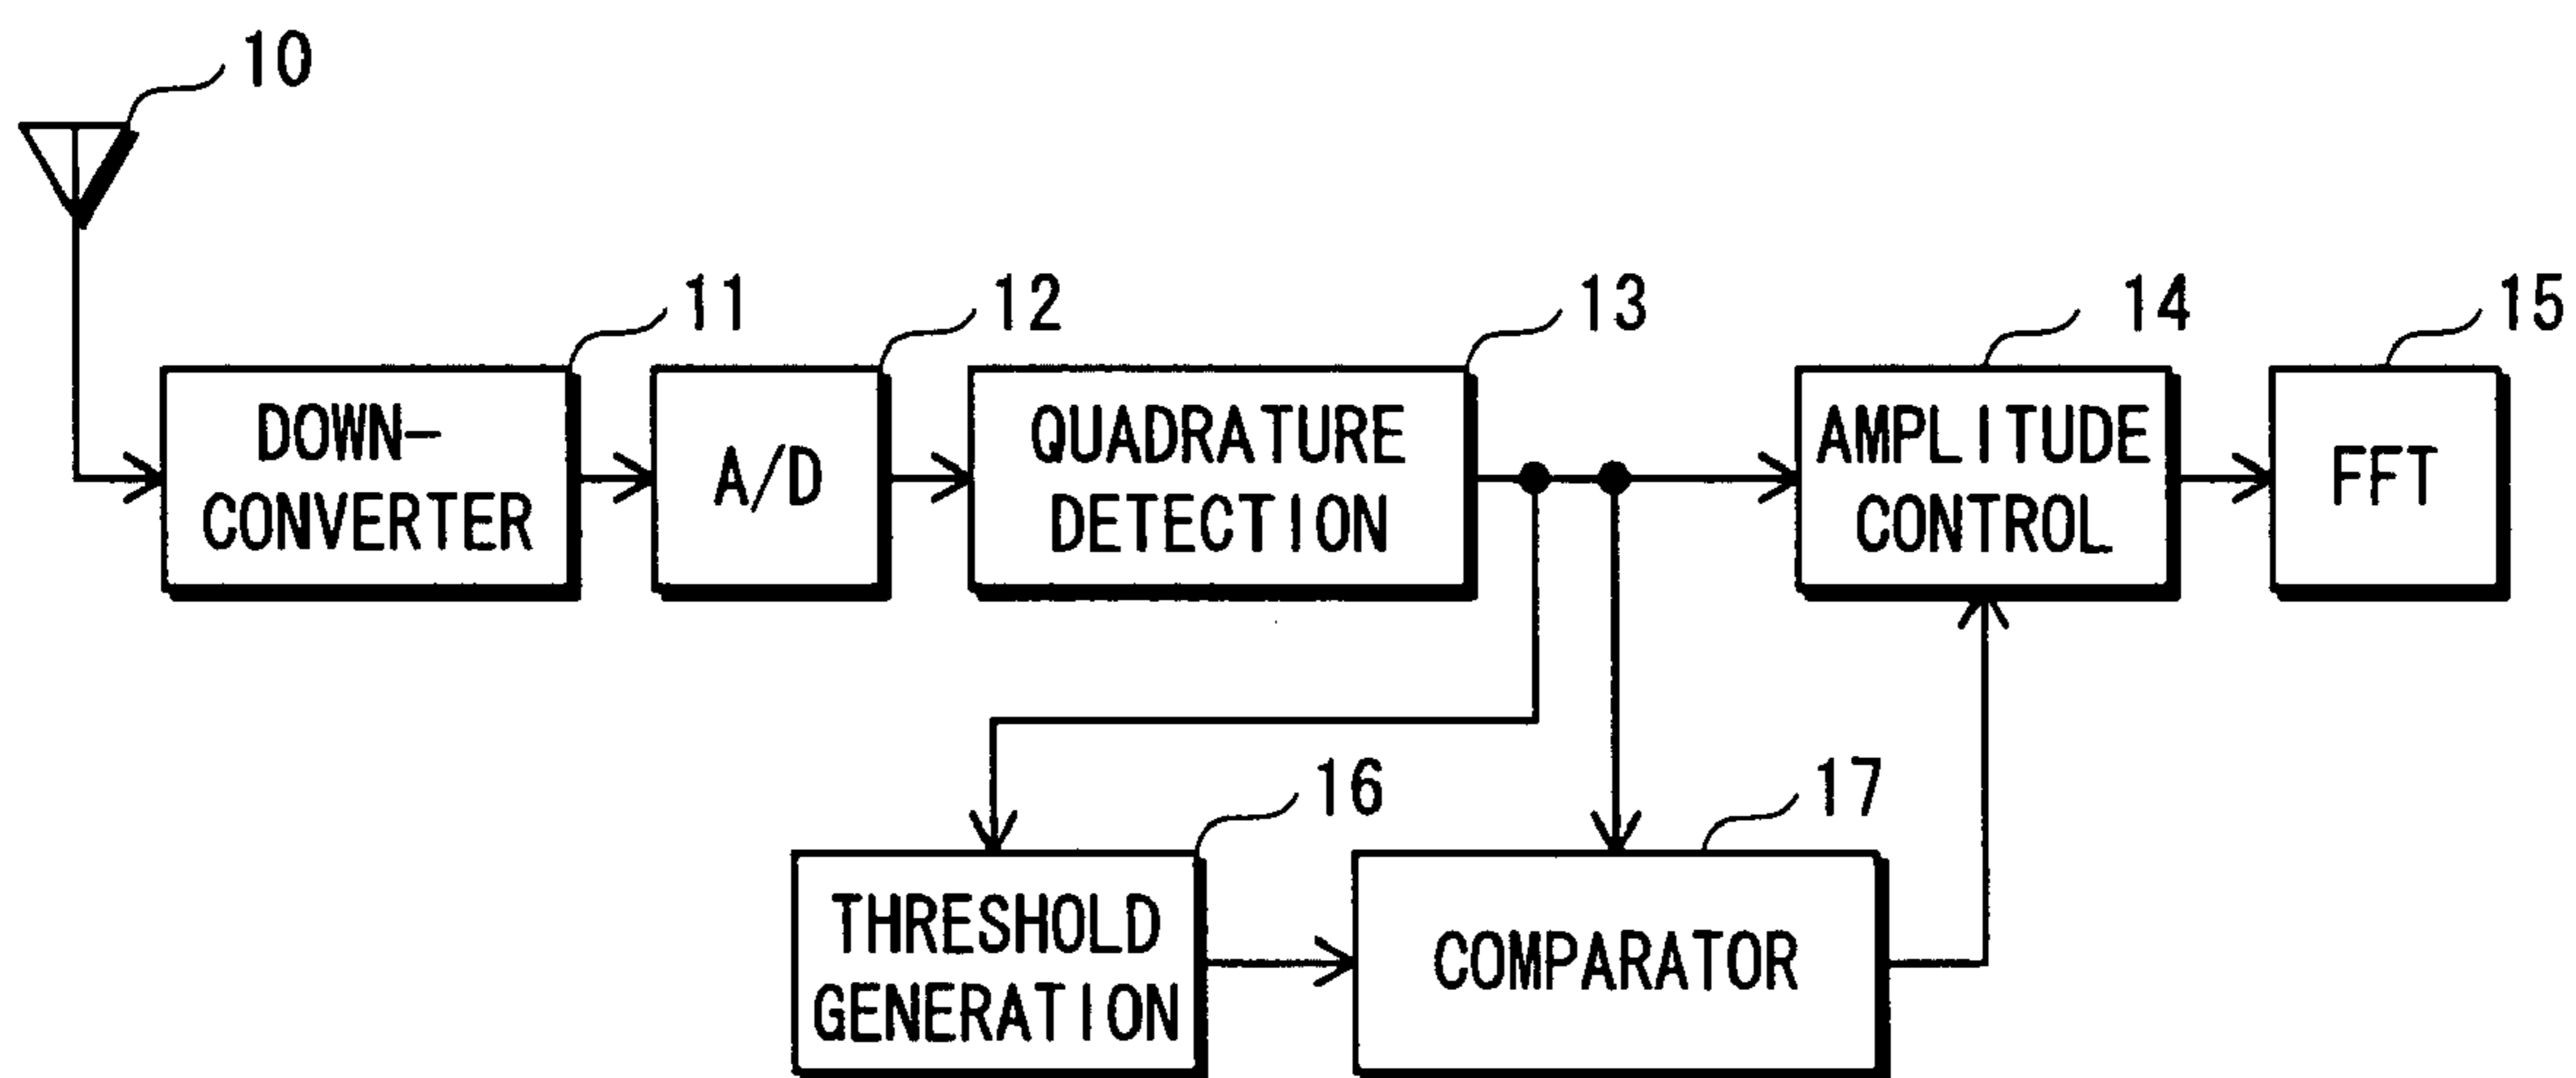 10
11
12
13
14
15
DOWN-
CONVERTER
A/D
QUADRATURE
DETECTION
AMPLITUDE
CONTROL
FFT
16
17
THRESHOLD
GENERATION
COMPARATOR